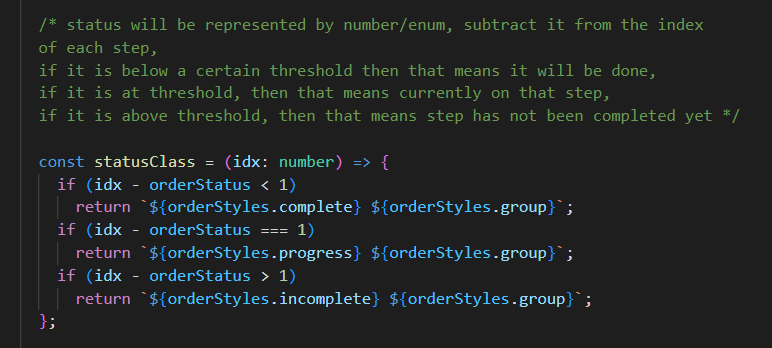 /* status will be represented by number/enum, subtract it from the index
of each step,
if it is below a certain threshold then that means it will be done,
if it is at threshold, then that means currently on that step,
if it is above threshold, then that means step has not been completed yet */
const statusClass = (idx: number) => {
if (idx - orderStatus < 1)
return `${orderStyles.complete} ${orderStyles.group}`;
if (idx - orderStatus === 1)
return `${orderStyles.progress} ${orderStyles.group}`;
if (idx - orderStatus > 1)
return `${orderStyles.incomplete} ${orderStyles.group}`;
};